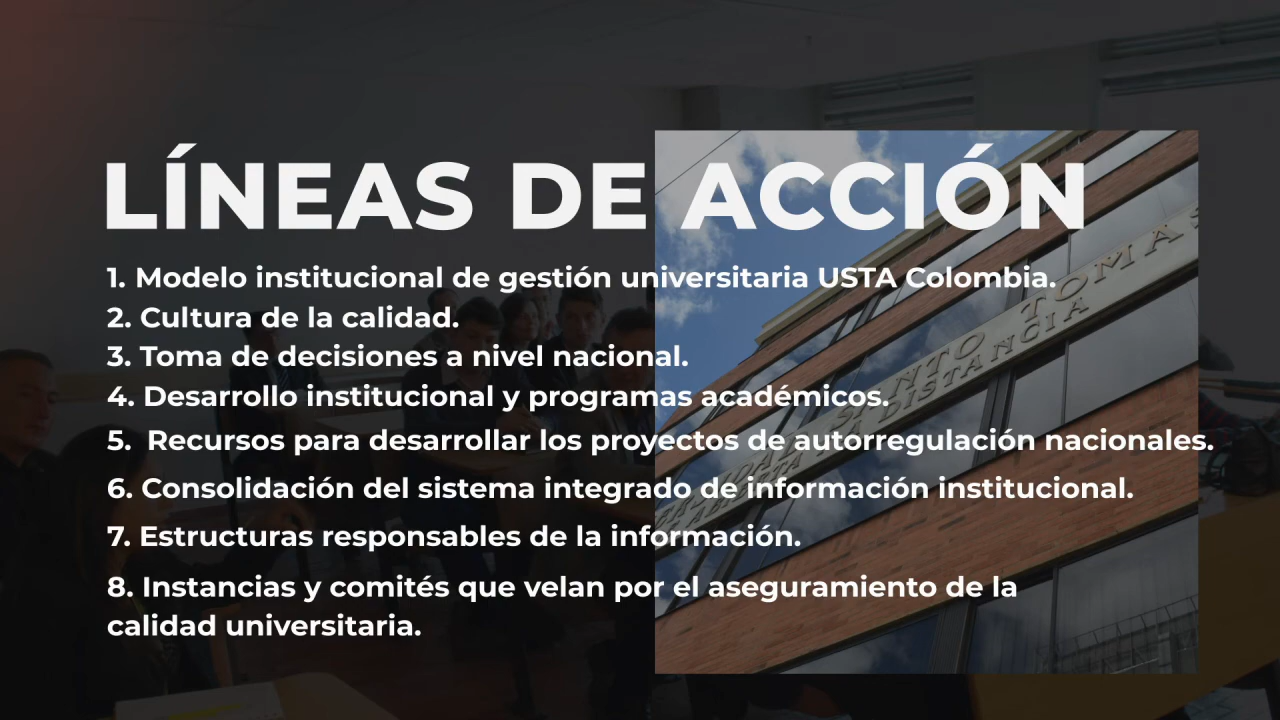 LÍNEAS DE ACCIÓN
1. Modelo institucional de gestión universitaria USTA Colombia.
2. Cultura de la calidad.
3. Toma de decisiones a nivel nacional.
4. Desarrollo institucional y programas académicos.
5. Recursos para desarrollar los proyectos de autorregulación nacionales.
6. Consolidación del sistema integrado de información institucional.
7. Estructuras responsables de la información.
8. Instancias y comités que velan por el aseguramiento de la
calidad universitaria.
TOMAS
DISTANCIA